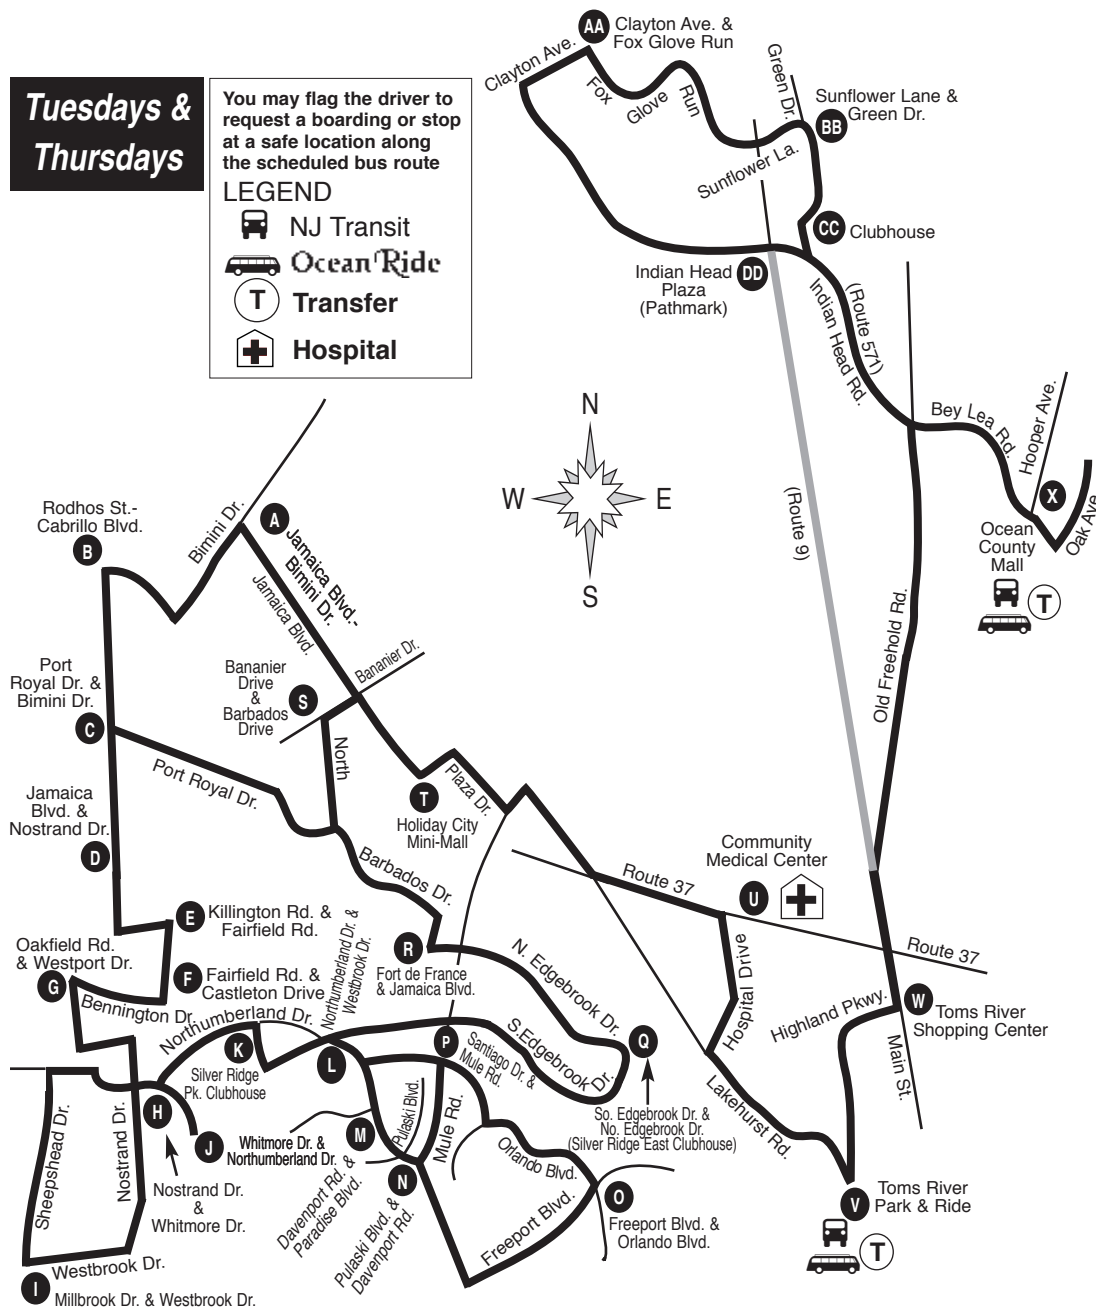 Tuesdays &
Thursdays
You may flag the driver to
request a boarding or stop
at a safe location along
the scheduled bus route
LEGEND
NJ Transit
Ocean Ride
T
Transfer
Hospital
AA
Clayton Ave. &
Fox Glove Run
Clayton Ave.
Fox
Glove
Run
Green Dr.
Sunflower Lane &
Green Dr.
BB
Sunflower La.
CC
Clubhouse
Indian Head
Plaza
(Pathmark)
DD
(Route 571)
Indian Head Rd.
Bey Lea Rd.
Hooper Ave.
X
Oak Ave.
Ocean
County
Mall
T
(Route 9)
Old Freehold Rd.
N
W
E
S
Rodhos St.-
Cabrillo Blvd.
B
Bimini Dr.
A
Jamaica Blvd.-
Bimini Dr.
Jamaica Blvd.
Bananier Dr.
Bananier
Drive
&
Barbados
Drive
S
Port
Royal Dr. &
Bimini Dr.
C
North
Port Royal Dr.
Plaza Dr.
T
Holiday City
Mini-Mall
Jamaica
Blvd. &
Nostrand Dr.
D
Barbados Dr.
Community
Medical Center
U
Route 37
Route 37
E
Killington Rd. &
Fairfield Rd.
Oakfield Rd.
& Westport Dr.
G
F
Fairfield Rd. &
Castleton Drive
Northumberland Dr. &
Westbrook Dr.
R
Fort de France
& Jamaica Blvd.
N. Edgebrook Dr.
Hospital Drive
Highland Pkwy.
W
Toms River
Shopping Center
Main St.
Bennington Dr.
Northumberland Dr.
K
Silver Ridge
Pk. Clubhouse
L
P
Santiago Dr. &
Mule Rd.
S.Edgebrook Dr.
Q
So. Edgebrook Dr. &
No. Edgebrook Dr.
(Silver Ridge East Clubhouse)
Lakehurst Rd.
Sheepshead Dr.
Nostrand Dr.
H
J
Nostrand Dr.
&
Whitmore Dr.
Whitmore Dr. &
Northumberland Dr.
M
Pulaski Blvd.
Mule Rd.
N
Davenport Rd. &
Paradise Blvd.
Pulaski Blvd. &
Davenport Rd.
Orlando Blvd.
Freeport Blvd.
O
Freeport Blvd. &
Orlando Blvd.
V
Toms River
Park & Ride
T
Westbrook Dr.
I
Millbrook Dr. & Westbrook Dr.